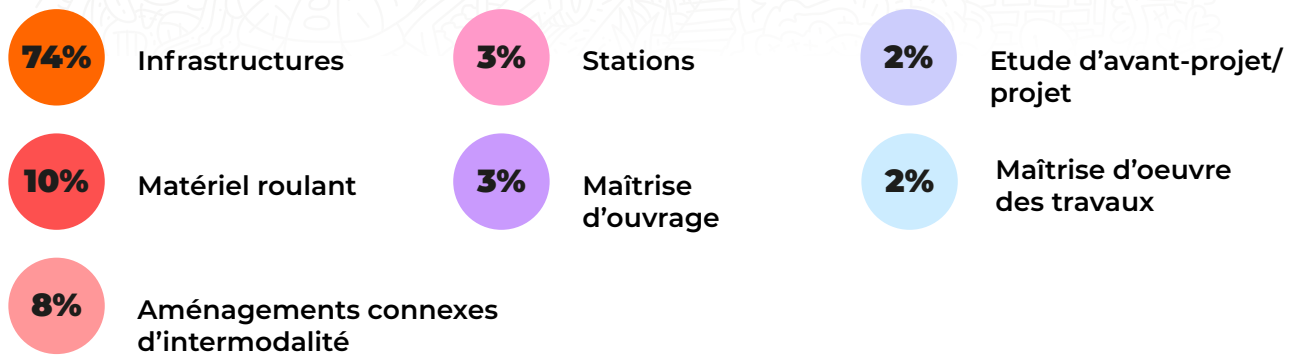 74%
Infrastructures
3%
Stations
2%
Etude d'avant-projet/
projet
10%
Matériel roulant
3%
Maîtrise
d'ouvrage
2%
Maîtrise d'oeuvre
des travaux
8%
Aménagements connexes
d'intermodalité